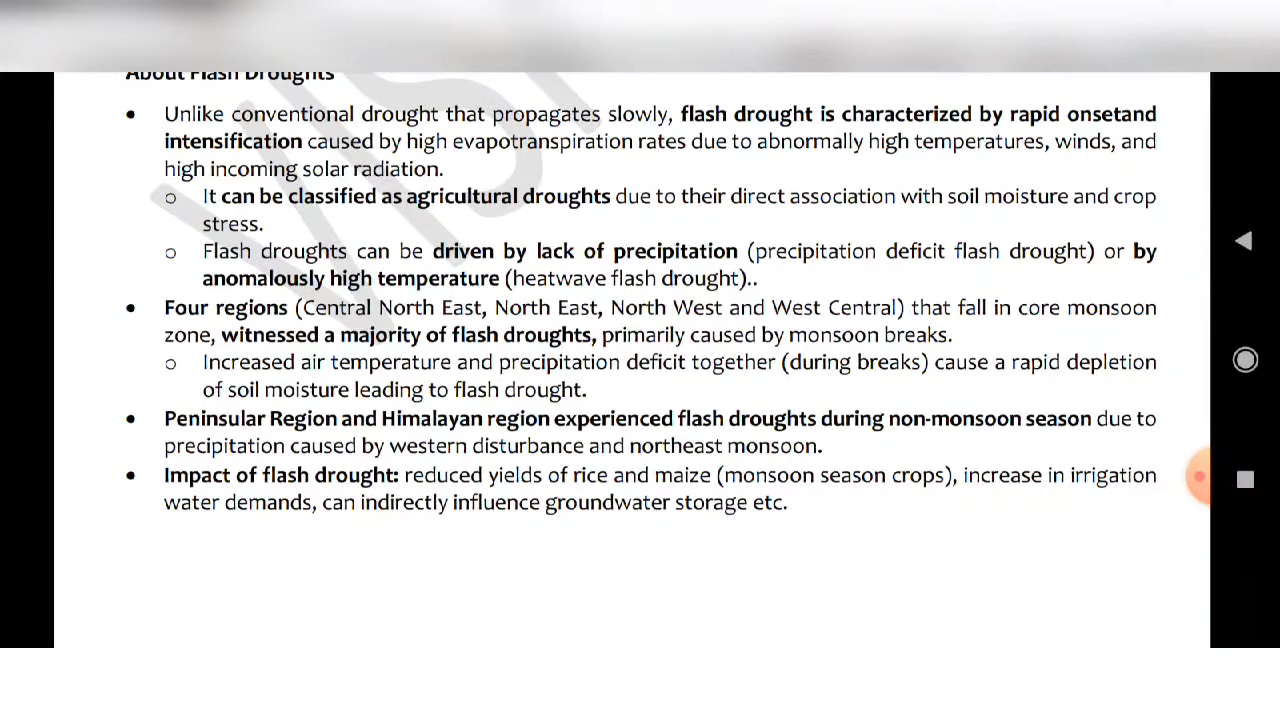 About Flash Droughts
• Unlike conventional drought that propagates slowly, flash drought is characterized by rapid onsetand
intensification caused by high evapotranspiration rates due to abnormally high temperatures, winds, and
high incoming solar radiation.
o It can be classified as agricultural droughts due to their direct association with soil moisture and crop
stress.
o Flash droughts can be driven by lack of precipitation (precipitation deficit flash drought) or by
anomalously high temperature (heatwave flash drought)..
• Four regions (Central North East, North East, North West and West Central) that fall in core monsoon
zone, witnessed a majority of flash droughts, primarily caused by monsoon breaks.
o Increased air temperature and precipitation deficit together (during breaks) cause a rapid depletion
of soil moisture leading to flash drought.
• Peninsular Region and Himalayan region experienced flash droughts during non-monsoon season due to
precipitation caused by western disturbance and northeast monsoon.
• Impact of flash drought: reduced yields of rice and maize (monsoon season crops), increase in irrigation
water demands, can indirectly influence groundwater storage etc.